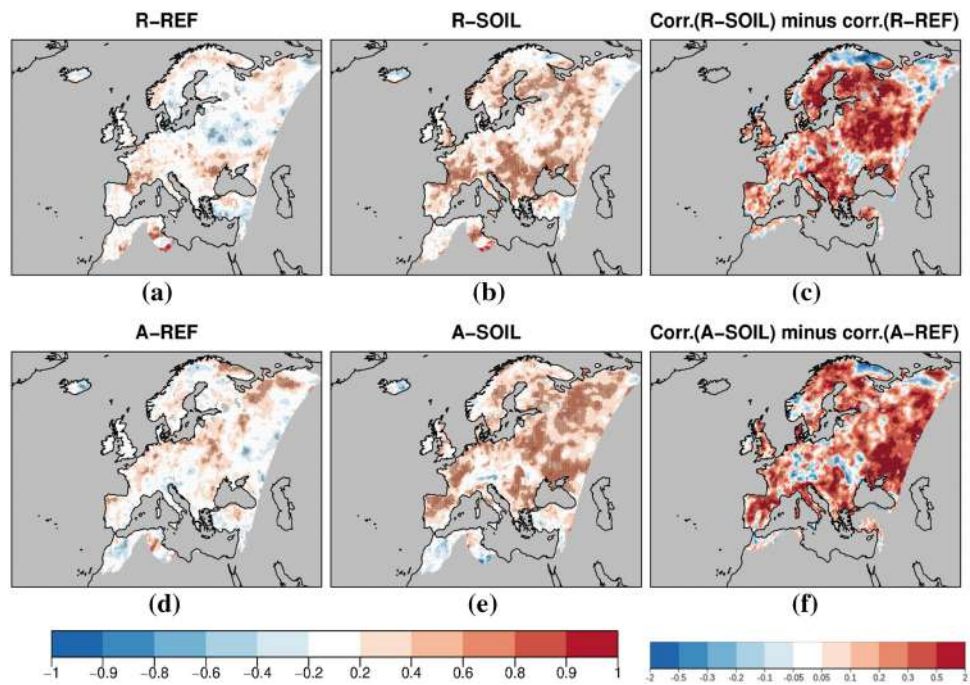 R−REF R−SOIL Corr.(R−SOIL) minus corr.(R−REF)
(a) (b) (c)
A−REF A−SOIL Corr.(A−SOIL) minus corr.(A−REF)
(d) (e) (f)
−1 −0.9 −0.8 −0.6 −0.4 −0.2 0.2 0.4 0.6 0.8 0.9 1
-2 -0.5 -0.3 -0.2 -0.1 -0.05 0.05 0.1 0.2 0.3 0.5 2